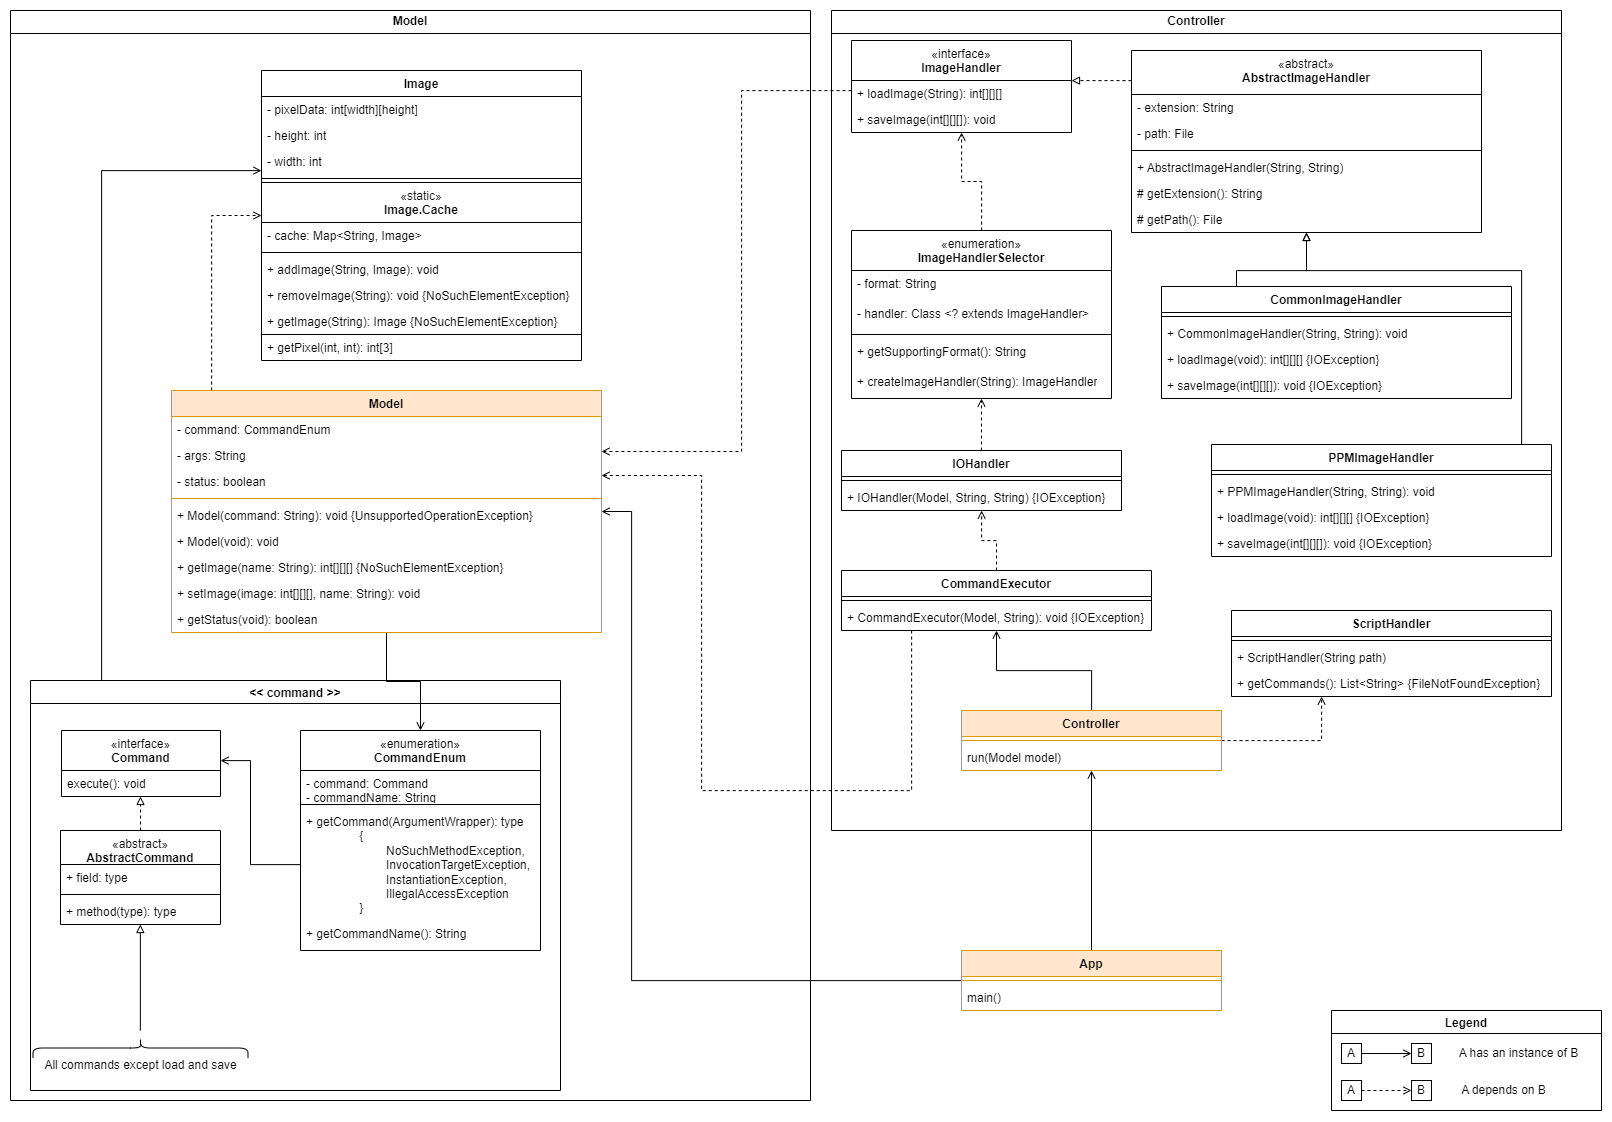 Model
Image
- pixelData: int[width][height]
- height: int
- width: int
«static»
Image.Cache
- cache: Map<String, Image>
+ addImage(String, Image): void
+ removeImage(String): void {NoSuchElementException}
+ getImage(String): Image {NoSuchElementException}
+ getPixel(int, int): int[3]
Model
- command: CommandEnum
- args: String
- status: boolean
+ Model(command: String): void {UnsupportedOperationException}
+ Model(void): void
+ getImage(name: String): int[][][] {NoSuchElementException}
+ setImage(image: int[][][], name: String): void
+ getStatus(void): boolean
<< command >>
«interface»
Command
execute(): void
«abstract»
AbstractCommand
+ field: type
+ method(type): type
All commands except load and save
«enumeration»
CommandEnum
- command: Command
- commandName: String
+ getCommand(ArgumentWrapper): type
{
NoSuchMethodException,
InvocationTargetException,
InstantiationException,
IllegalAccessException
}
+ getCommandName(): String
Controller
«interface»
ImageHandler
+ loadImage(String): int[][][]
+ saveImage(int[][][]): void
«abstract»
AbstractImageHandler
- extension: String
- path: File
+ AbstractImageHandler(String, String)
# getExtension(): String
# getPath(): File
«enumeration»
ImageHandlerSelector
- format: String
- handler: Class <? extends ImageHandler>
+ getSupportingFormat(): String
+ createImageHandler(String): ImageHandler
CommonImageHandler
+ CommonImageHandler(String, String): void
+ loadImage(void): int[][][] {IOException}
+ saveImage(int[][][]): void {IOException}
IOHandler
+ IOHandler(Model, String, String) {IOException}
PPMImageHandler
+ PPMImageHandler(String, String): void
+ loadImage(void): int[][][] {IOException}
+ saveImage(int[][][]): void {IOException}
CommandExecutor
+ CommandExecutor(Model, String): void {IOException}
ScriptHandler
+ ScriptHandler(String path)
+ getCommands(): List<String> {FileNotFoundException}
Controller
run(Model model)
App
main()
Legend
A B A has an instance of B
A B A depends on B